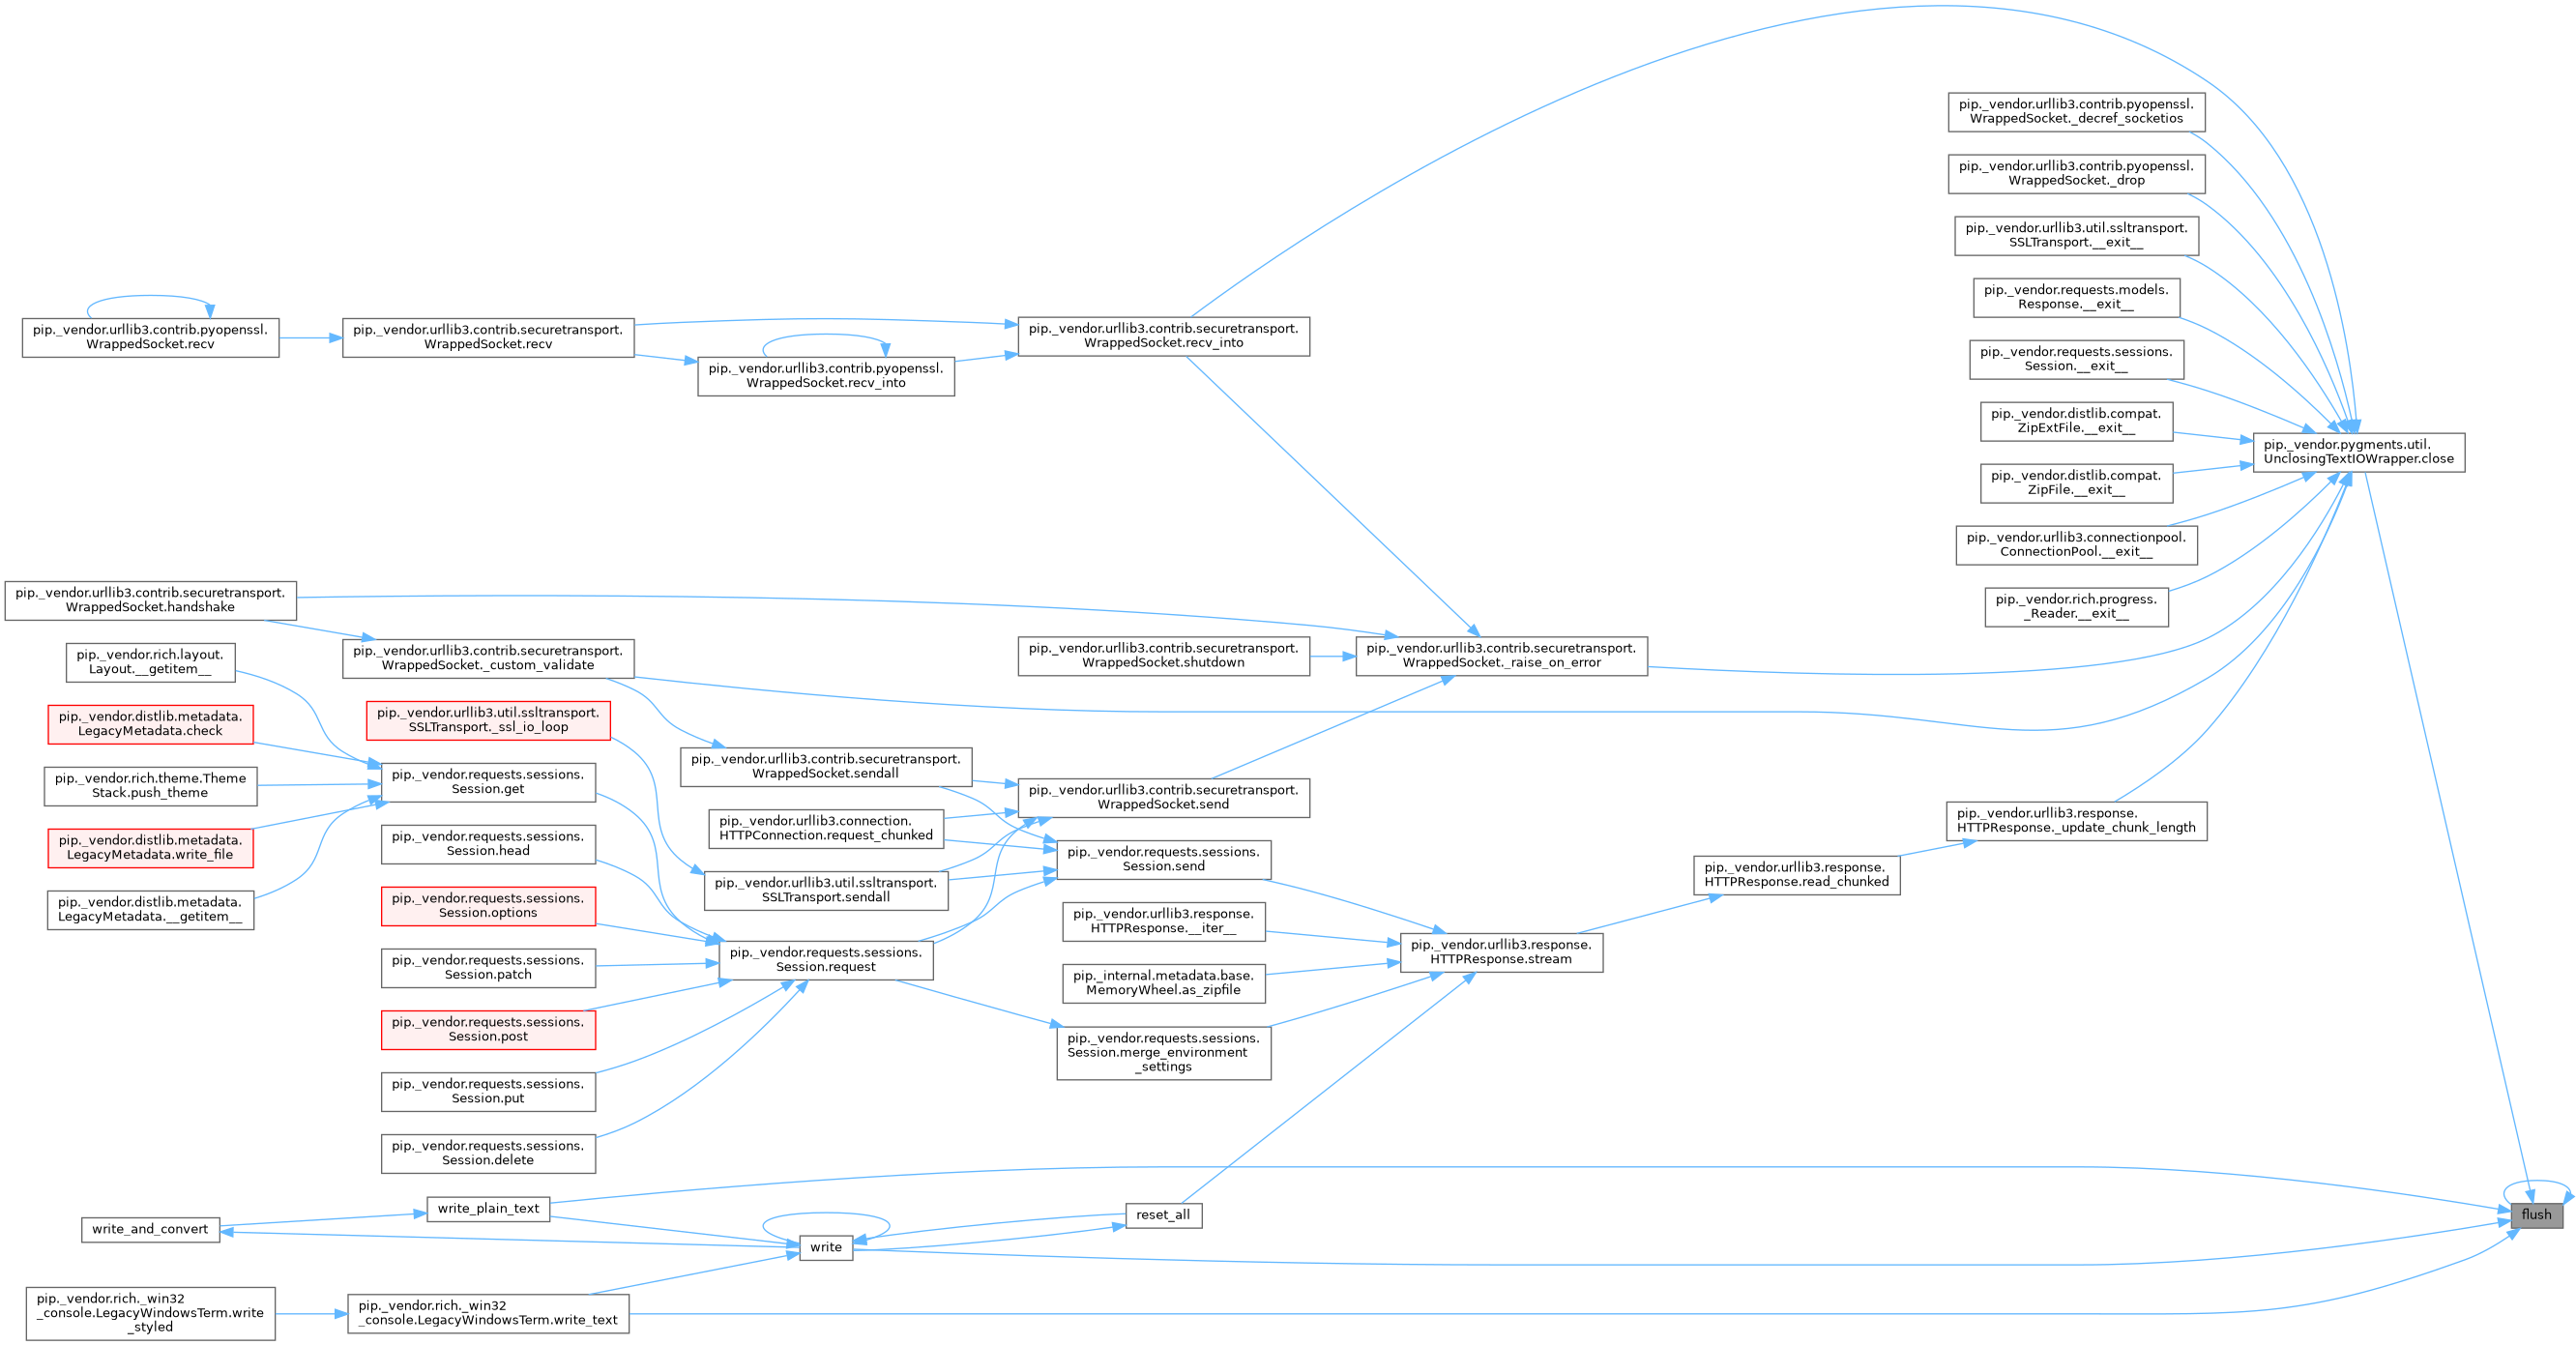 pip._vendor.urllib3.contrib.pyopenssl.
WrappedSocket._decref_socketios
pip._vendor.urllib3.contrib.pyopenssl.
WrappedSocket._drop
pip._vendor.urllib3.util.ssltransport.
SSLTransport.__exit__
pip._vendor.requests.models.
Response.__exit__
pip._vendor.requests.sessions.
Session.__exit__
pip._vendor.distlib.compat.
ZipExtFile.__exit__
pip._vendor.distlib.compat.
ZipFile.__exit__
pip._vendor.urllib3.connectionpool.
ConnectionPool.__exit__
pip._vendor.rich.progress.
_Reader.__exit__
pip._vendor.pygments.util.
UnclosingTextIOWrapper.close
pip._vendor.urllib3.contrib.pyopenssl.
WrappedSocket.recv
pip._vendor.urllib3.contrib.securetransport.
WrappedSocket.recv
pip._vendor.urllib3.contrib.pyopenssl.
WrappedSocket.recv_into
pip._vendor.urllib3.contrib.securetransport.
WrappedSocket.recv_into
pip._vendor.urllib3.contrib.securetransport.
WrappedSocket.handshake
pip._vendor.urllib3.contrib.securetransport.
WrappedSocket._custom_validate
pip._vendor.urllib3.contrib.securetransport.
WrappedSocket.shutdown
pip._vendor.urllib3.contrib.securetransport.
WrappedSocket._raise_on_error
pip._vendor.rich.layout.
Layout.__getitem__
pip._vendor.distlib.metadata.
LegacyMetadata.check
pip._vendor.rich.theme.Theme
Stack.push_theme
pip._vendor.distlib.metadata.
LegacyMetadata.write_file
pip._vendor.distlib.metadata.
LegacyMetadata.__getitem__
pip._vendor.urllib3.util.ssltransport.
SSLTransport._ssl_io_loop
pip._vendor.requests.sessions.
Session.get
pip._vendor.requests.sessions.
Session.head
pip._vendor.requests.sessions.
Session.options
pip._vendor.requests.sessions.
Session.patch
pip._vendor.requests.sessions.
Session.post
pip._vendor.requests.sessions.
Session.put
pip._vendor.requests.sessions.
Session.delete
pip._vendor.urllib3.contrib.securetransport.
WrappedSocket.sendall
pip._vendor.urllib3.connection.
HTTPConnection.request_chunked
pip._vendor.urllib3.util.ssltransport.
SSLTransport.sendall
pip._vendor.requests.sessions.
Session.request
pip._vendor.urllib3.contrib.securetransport.
WrappedSocket.send
pip._vendor.requests.sessions.
Session.send
pip._vendor.urllib3.response.
HTTPResponse.__iter__
pip._internal.metadata.base.
MemoryWheel.as_zipfile
pip._vendor.requests.sessions.
Session.merge_environment
_settings
pip._vendor.urllib3.response.
HTTPResponse.stream
pip._vendor.urllib3.response.
HTTPResponse.read_chunked
pip._vendor.urllib3.response.
HTTPResponse._update_chunk_length
write_and_convert
write_plain_text
write
reset_all
flush
pip._vendor.rich._win32
_console.LegacyWindowsTerm.write
_styled
pip._vendor.rich._win32
_console.LegacyWindowsTerm.write_text